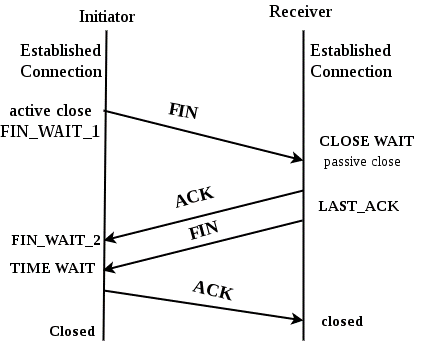 Initiator
Receiver
Established
Connection
Established
Connection
active close
FIN_WAIT_1
FIN
CLOSE WAIT
passive close
ACK
LAST_ACK
FIN
FIN_WAIT_2
TIME WAIT
ACK
closed
Closed